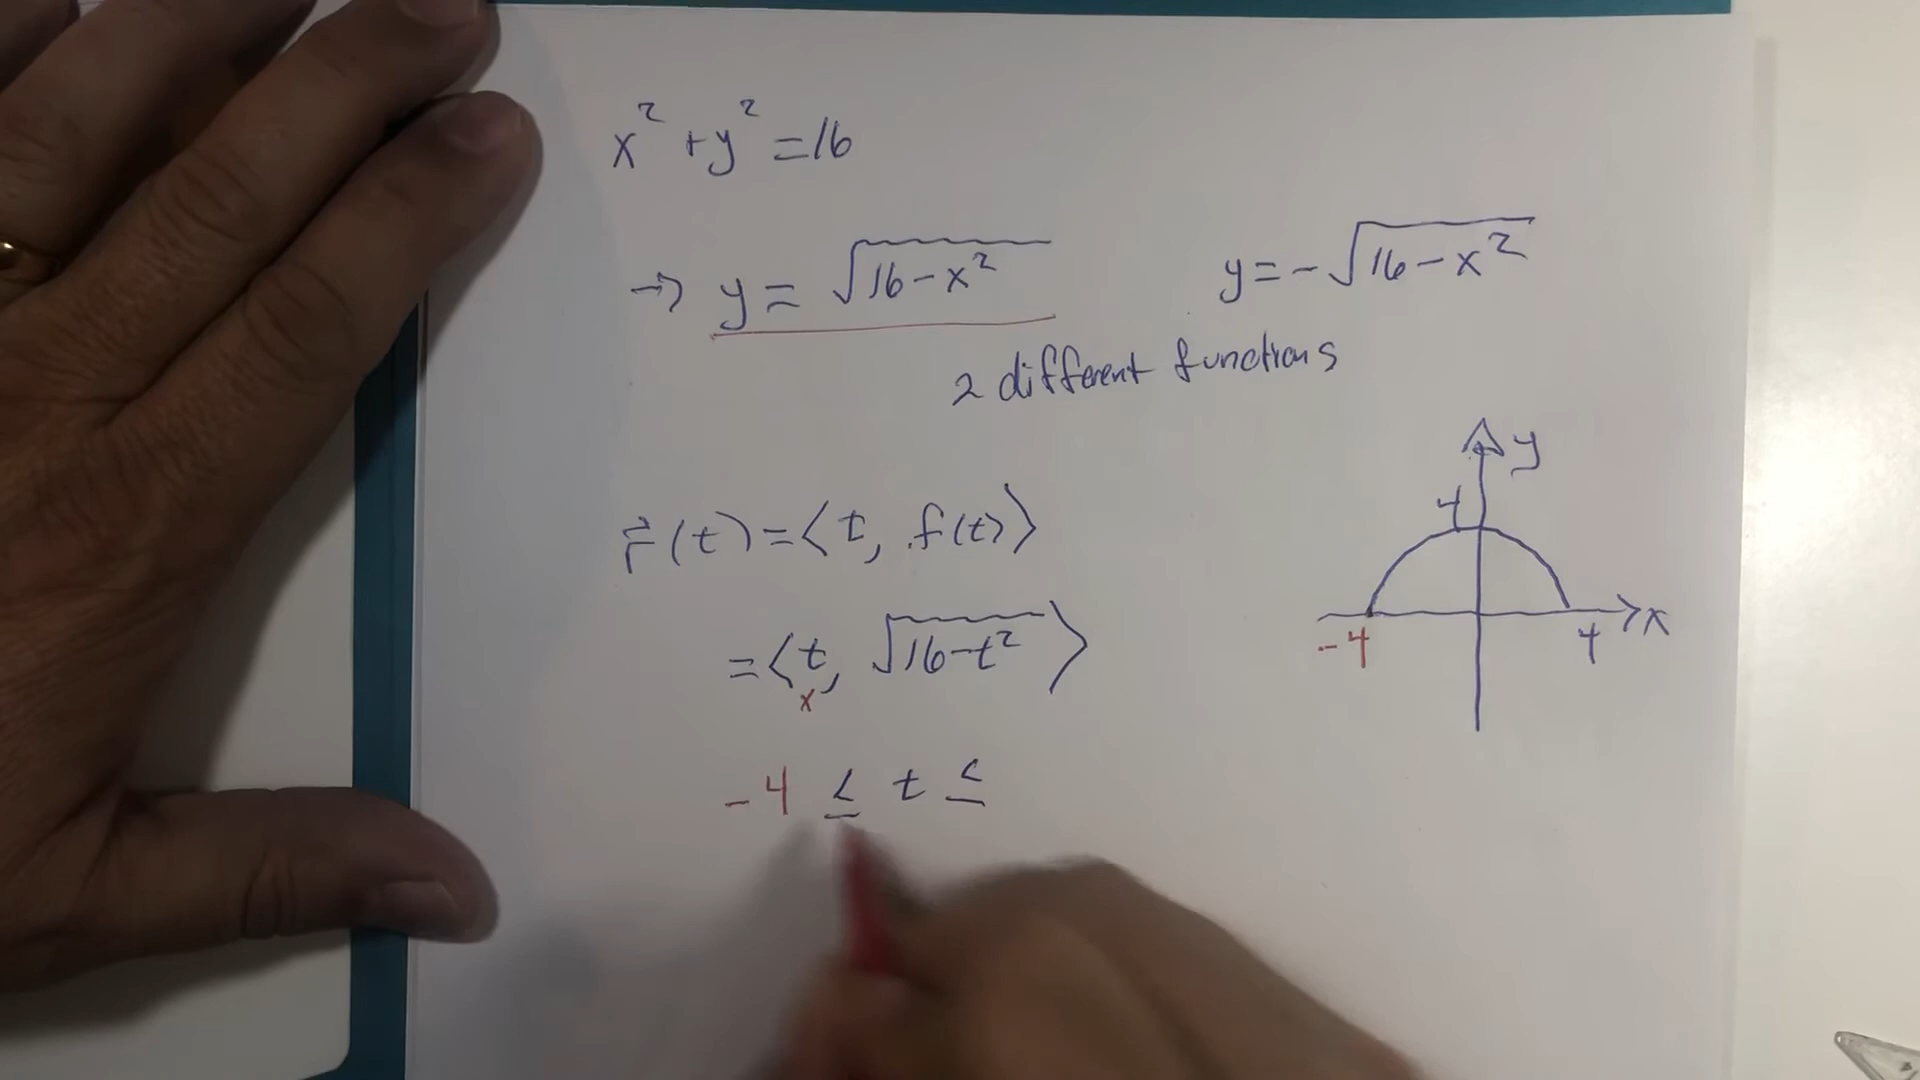 x² + y² = 16
→ y = √(16-x²)
y = -√(16-x²)
2 different functions
r⃗(t) = ⟨t, f(t)⟩
= ⟨t, √(16-t²)⟩
x
-4 ≤ t ≤
y
4
x
-4
4